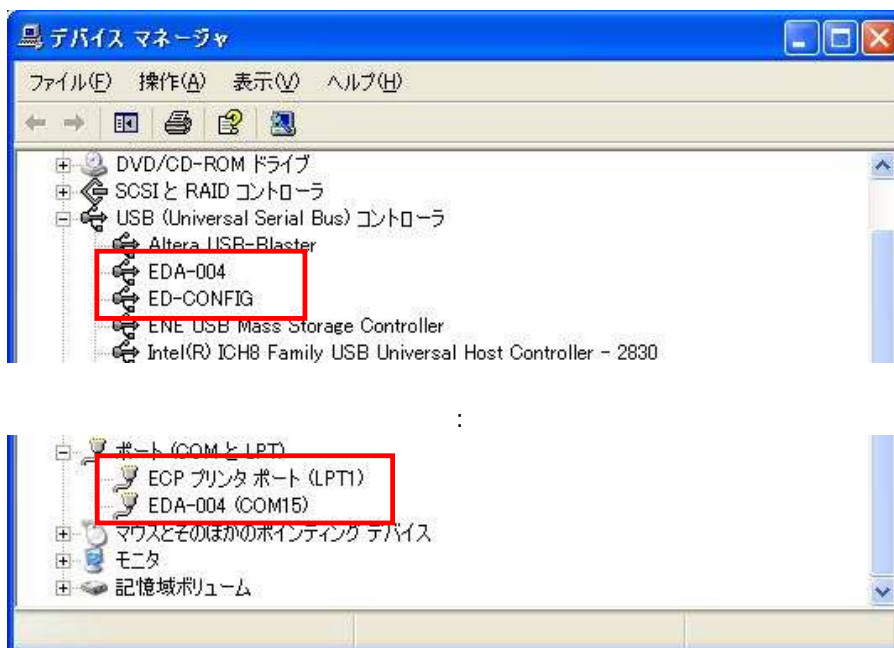 デバイス マネージャ
ファイル(F) 操作(A) 表示(V) ヘルプ(H)
DVD/CD-ROM ドライブ
SCSI と RAID コントローラ
USB (Universal Serial Bus) コントローラ
Altera USB-Blaster
EDA-004
ED-CONFIG
ENE USB Mass Storage Controller
Intel(R) ICH8 Family USB Universal Host Controller - 2830
:
ポート (COM と LPT)
ECP プリンタ ポート (LPT1)
EDA-004 (COM15)
マウスとそのほかのポインティング デバイス
モニタ
記憶域ボリューム